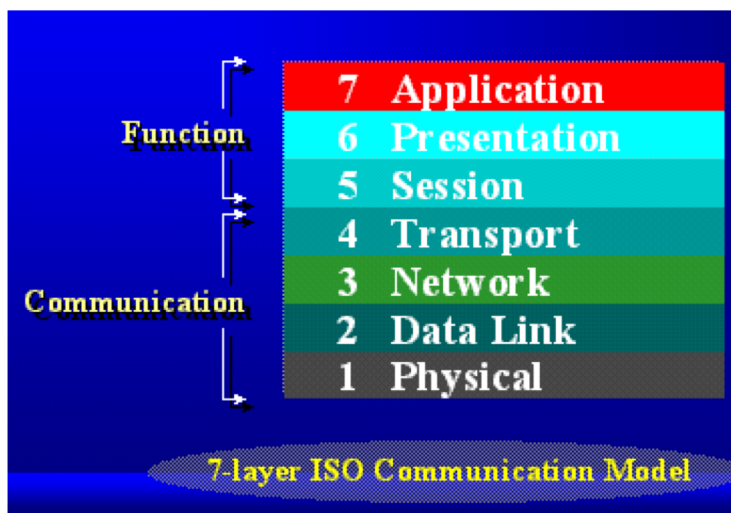 7 Application
Function
6 Presentation
5 Session
4 Transport
3 Network
Communication
2 Data Link
1 Physical
7-layer ISO Communication Model